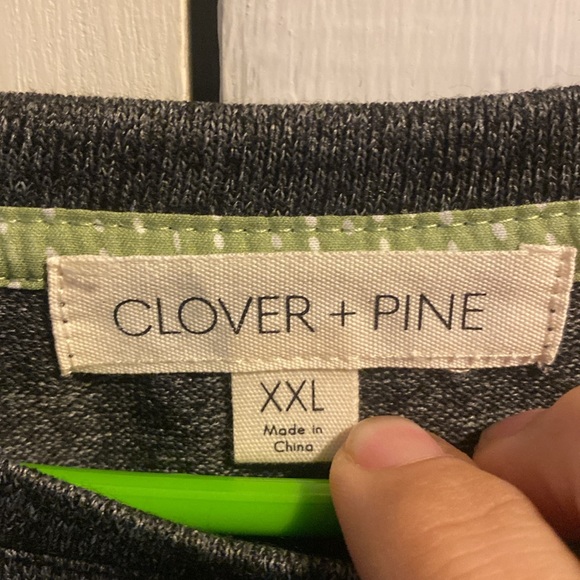 CLOVER + PINE
XXL
Made in
China